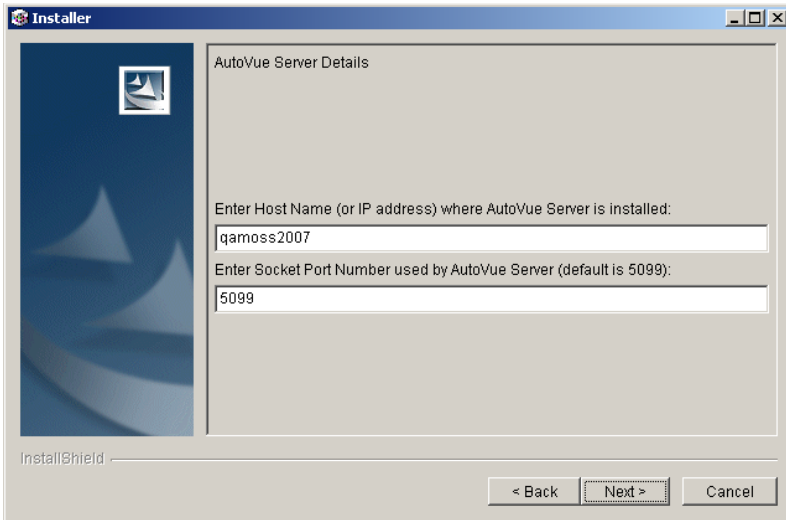 Installer
AutoVue Server Details
Enter Host Name (or IP address) where AutoVue Server is installed:
qamoss2007
Enter Socket Port Number used by AutoVue Server (default is 5099):
5099
InstallShield
< Back
Next >
Cancel